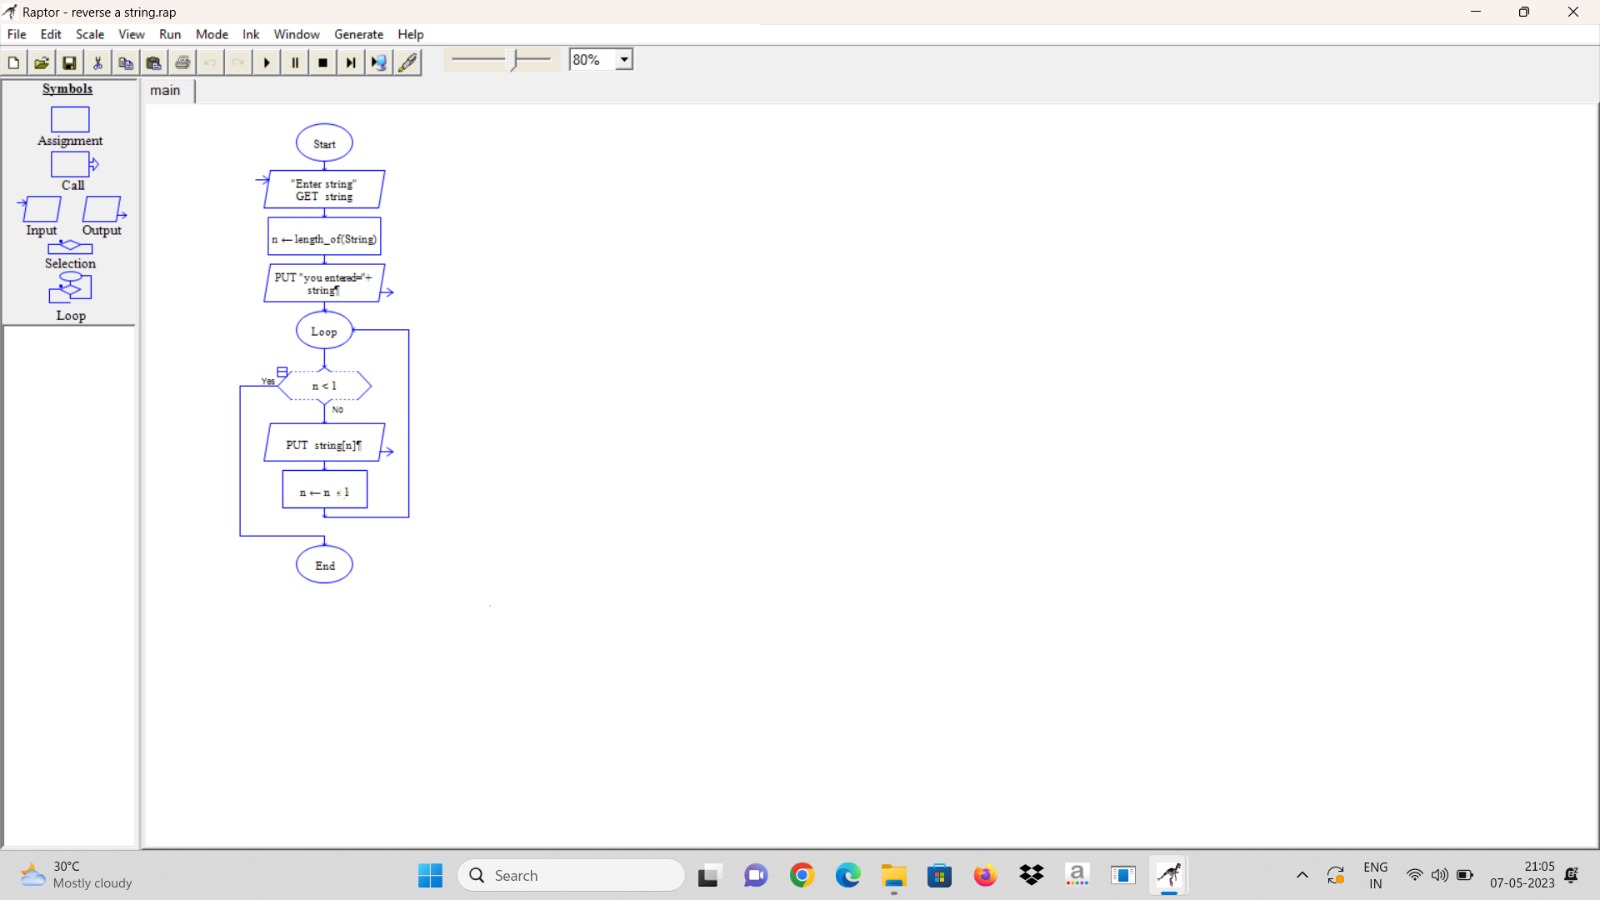 Raptor - reverse a string.rap
File Edit Scale View Run Mode Ink Window Generate Help
80%
Symbols
main
Assignment
Call
Input Output
Selection
Loop
Start
"Enter string"
GET string
n ←length_of(String)
PUT "you entered="+
string¶
Loop
Yes
n < 1
No
PUT string[n]¶
n ← n 1
End
30°C
Mostly cloudy
Search
a
ENG
IN
21:05
07-05-2023